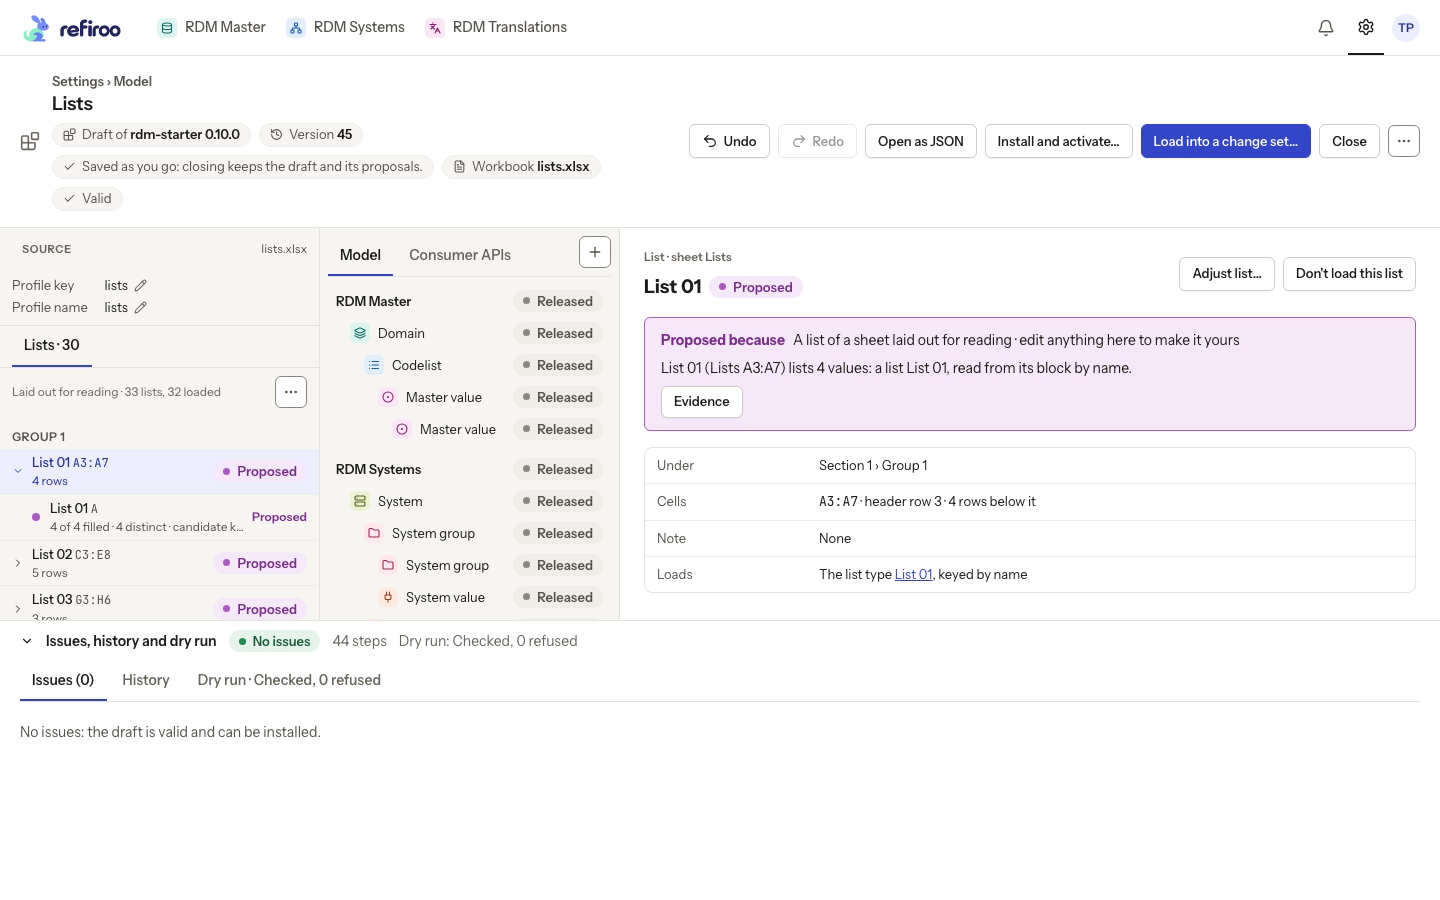 refiroo
RDM Master
RDM Systems
RDM Translations
TP
Settings › Model
Lists
Draft of rdm-starter 0.10.0
Version 45
Saved as you go: closing keeps the draft and its proposals.
Workbook lists.xlsx
Valid
Undo
Redo
Open as JSON
Install and activate...
Load into a change set...
Close
SOURCE
lists.xlsx
Profile key lists
Profile name lists
Lists · 30
Laid out for reading · 33 lists, 32 loaded
GROUP 1
List 01 A3:A7
4 rows
Proposed
List 01 A
4 of 4 filled · 4 distinct · candidate k...
Proposed
List 02 C3:E8
5 rows
Proposed
List 03 G3:H6
3 rows
Proposed
Model
Consumer APIs
RDM Master Released
Domain Released
Codelist Released
Master value Released
Master value Released
RDM Systems Released
System Released
System group Released
System group Released
System value Released
List · sheet Lists
List 01 Proposed
Adjust list...
Don't load this list
Proposed because A list of a sheet laid out for reading · edit anything here to make it yours
List 01 (Lists A3:A7) lists 4 values: a list List 01, read from its block by name.
Evidence
Under Section 1 › Group 1
Cells A3:A7 · header row 3 · 4 rows below it
Note None
Loads The list type List 01, keyed by name
Issues, history and dry run
No issues
44 steps
Dry run: Checked, 0 refused
Issues (0)
History
Dry run · Checked, 0 refused
No issues: the draft is valid and can be installed.